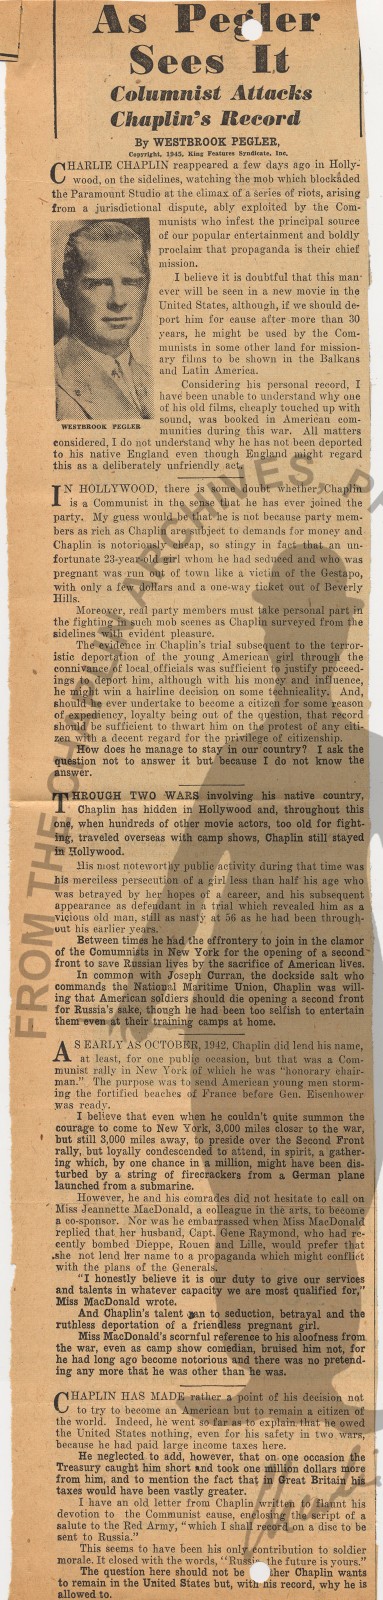 As Pegler
Sees It
Columnist Attacks
Chaplin's Record
By WESTBROOK PEGLER,
Copyright, 1945, King Features Syndicate, Inc.
CHARLIE CHAPLIN reappeared a few days ago in Holly-
wood, on the sidelines, watching the mob which blockaded
the Paramount Studio at the climax of a series of riots, arising
from a jurisdictional dispute, ably exploited by the Com-
munists who infest the principal source
of our popular entertainment and boldly
proclaim that propaganda is their chief
mission.
I believe it is doubtful that this man
ever will be seen in a new movie in the
United States, although, if we should de-
port him for cause after more than 30
years, he might be used by the Com-
munists in some other land for mission-
ary films to be shown in the Balkans
and Latin America.
Considering his personal record, I
have been unable to understand why one
of his old films, cheaply touched up with
sound, was booked in American com-
WESTBROOK PEGLER
munities during this war. All matters
considered, I do not understand why he has not been deported
to his native England even though England might regard
this as a deliberately unfriendly act.
IN HOLLYWOOD, there is some doubt whether Chaplin
is a Communist in the sense that he has ever joined the
party. My guess would be that he is not because party mem-
bers as rich as Chaplin are subject to demands for money and
Chaplin is notoriously cheap, so stingy in fact that an un-
fortunate 23-year-old girl whom he had seduced and who was
pregnant was run out of town like a victim of the Gestapo,
with only a few dollars and a one-way ticket out of Beverly
Hills.
Moreover, real party members must take personal part in
the fighting in such mob scenes as Chaplin surveyed from the
sidelines with evident pleasure.
The evidence in Chaplin's trial subsequent to the terror-
istic deportation of the young American girl through the
connivance of local officials was sufficient to justify proceed-
ings to deport him, although with his money and influence,
he might win a hairline decision on some technicality. And,
should he ever undertake to become a citizen for some reason
of expediency, loyalty being out of the question, that record
should be sufficient to thwart him on the protest of any citi-
zen with a decent regard for the privilege of citizenship.
How does he manage to stay in our country? I ask the
question not to answer it but because I do not know the
answer.
THROUGH TWO WARS involving his native country,
Chaplin has hidden in Hollywood and, throughout this
one, when hundreds of other movie actors, too old for fight-
ing, traveled overseas with camp shows, Chaplin still stayed
in Hollywood.
His most noteworthy public activity during that time was
his merciless persecution of a girl less than half his age who
was betrayed by her hopes of a career, and his subsequent
appearance as defendant in a trial which revealed him as a
vicious old man, still as nasty at 56 as he had been through-
out his earlier years.
Between times he had the effrontery to join in the clamor
of the Communists in New York for the opening of a second
front to save Russian lives by the sacrifice of American lives.
In common with Joseph Curran, the dockside salt who
commands the National Maritime Union, Chaplin was will-
ing that American soldiers should die opening a second front
for Russia's sake, though he had been too selfish to entertain
them even at their training camps at home.
AS EARLY AS OCTOBER, 1942, Chaplin did lend his name,
at least, for one public occasion, but that was a Com-
munist rally in New York of which he was "honorary chair-
man." The purpose was to send American young men storm-
ing the fortified beaches of France before Gen. Eisenhower
was ready.
I believe that even when he couldn't quite summon the
courage to come to New York, 3,000 miles closer to the war,
but still 3,000 miles away, to preside over the Second Front
rally, but loyally condescended to attend, in spirit, a gather-
ing which, by one chance in a million, might have been dis-
turbed by a string of firecrackers from a German plane
launched from a submarine.
However, he and his comrades did not hesitate to call on
Miss Jeannette MacDonald, a colleague in the arts, to become
a co-sponsor. Nor was he embarrassed when Miss MacDonald
replied that her husband, Capt. Gene Raymond, who had re-
cently bombed Dieppe, Rouen and Lille, would prefer that
she not lend her name to a propaganda which might conflict
with the plans of the Generals.
"I honestly believe it is our duty to give our services
and talents in whatever capacity we are most qualified for,"
Miss MacDonald wrote.
And Chaplin's talent ran to seduction, betrayal and the
ruthless deportation of a friendless pregnant girl.
Miss MacDonald's scornful reference to his aloofness from
the war, even as camp show comedian, bruised him not, for
he had long ago become notorious and there was no pretend-
ing any more that he was other than he was.
CHAPLIN HAS MADE rather a point of his decision not
to try to become an American but to remain a citizen of
the world. Indeed, he went so far as to explain that he owed
the United States nothing, even for his safety in two wars,
because he had paid large income taxes here.
He neglected to add, however, that on one occasion the
Treasury caught him short and took one million dollars more
from him, and to mention the fact that in Great Britain his
taxes would have been vastly greater.
I have an old letter from Chaplin written to flaunt his
devotion to the Communist cause, enclosing the script of a
salute to the Red Army, "which I shall record on a disc to be
sent to Russia."
This seems to have been his only contribution to soldier
morale. It closed with the words, "Russia, the future is yours."
The question here should not be whether Chaplin wants
to remain in the United States but, with his record, why he is
allowed to.
FROM THE CHAPLIN ARCHIVES, PA